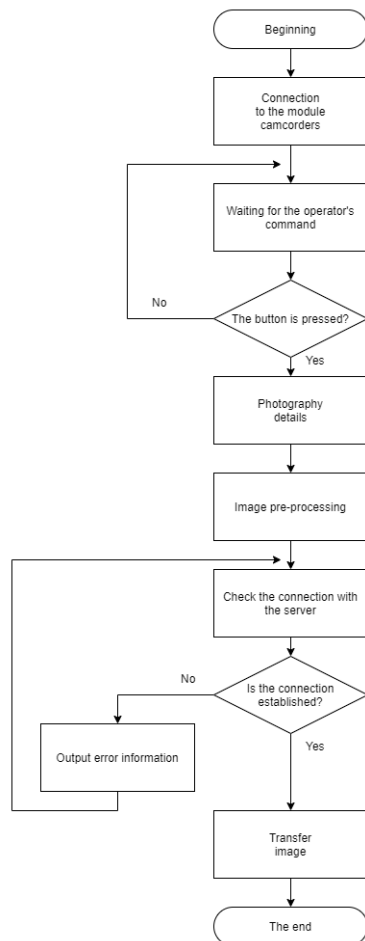 Beginning
Connection
to the module
camcorders
Waiting for the operator's
command
No
The button is pressed?
Yes
Photography
details
Image pre-processing
Check the connection with
the server
No
Is the connection
established?
Output error information
Yes
Transfer
image
The end